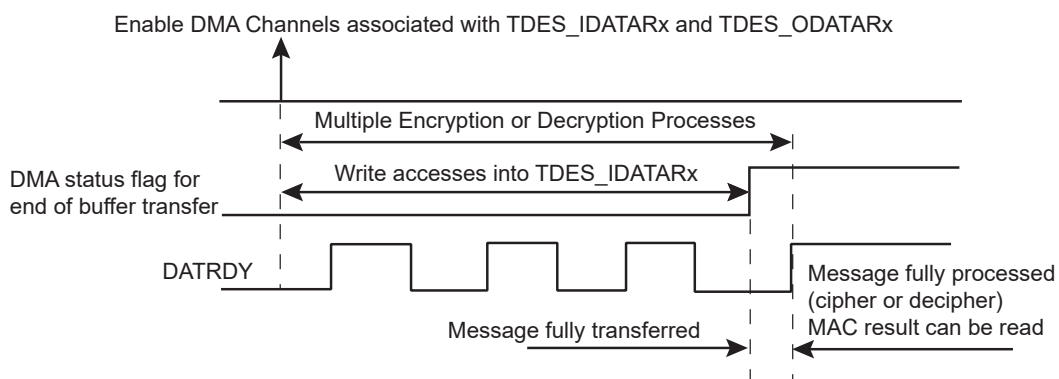 Enable DMA Channels associated with TDES_IDATARx and TDES_ODATARx
Multiple Encryption or Decryption Processes
Write accesses into TDES_IDATARx
DMA status flag for
end of buffer transfer
DATRDY
Message fully processed
(cipher or decipher)
MAC result can be read
Message fully transferred